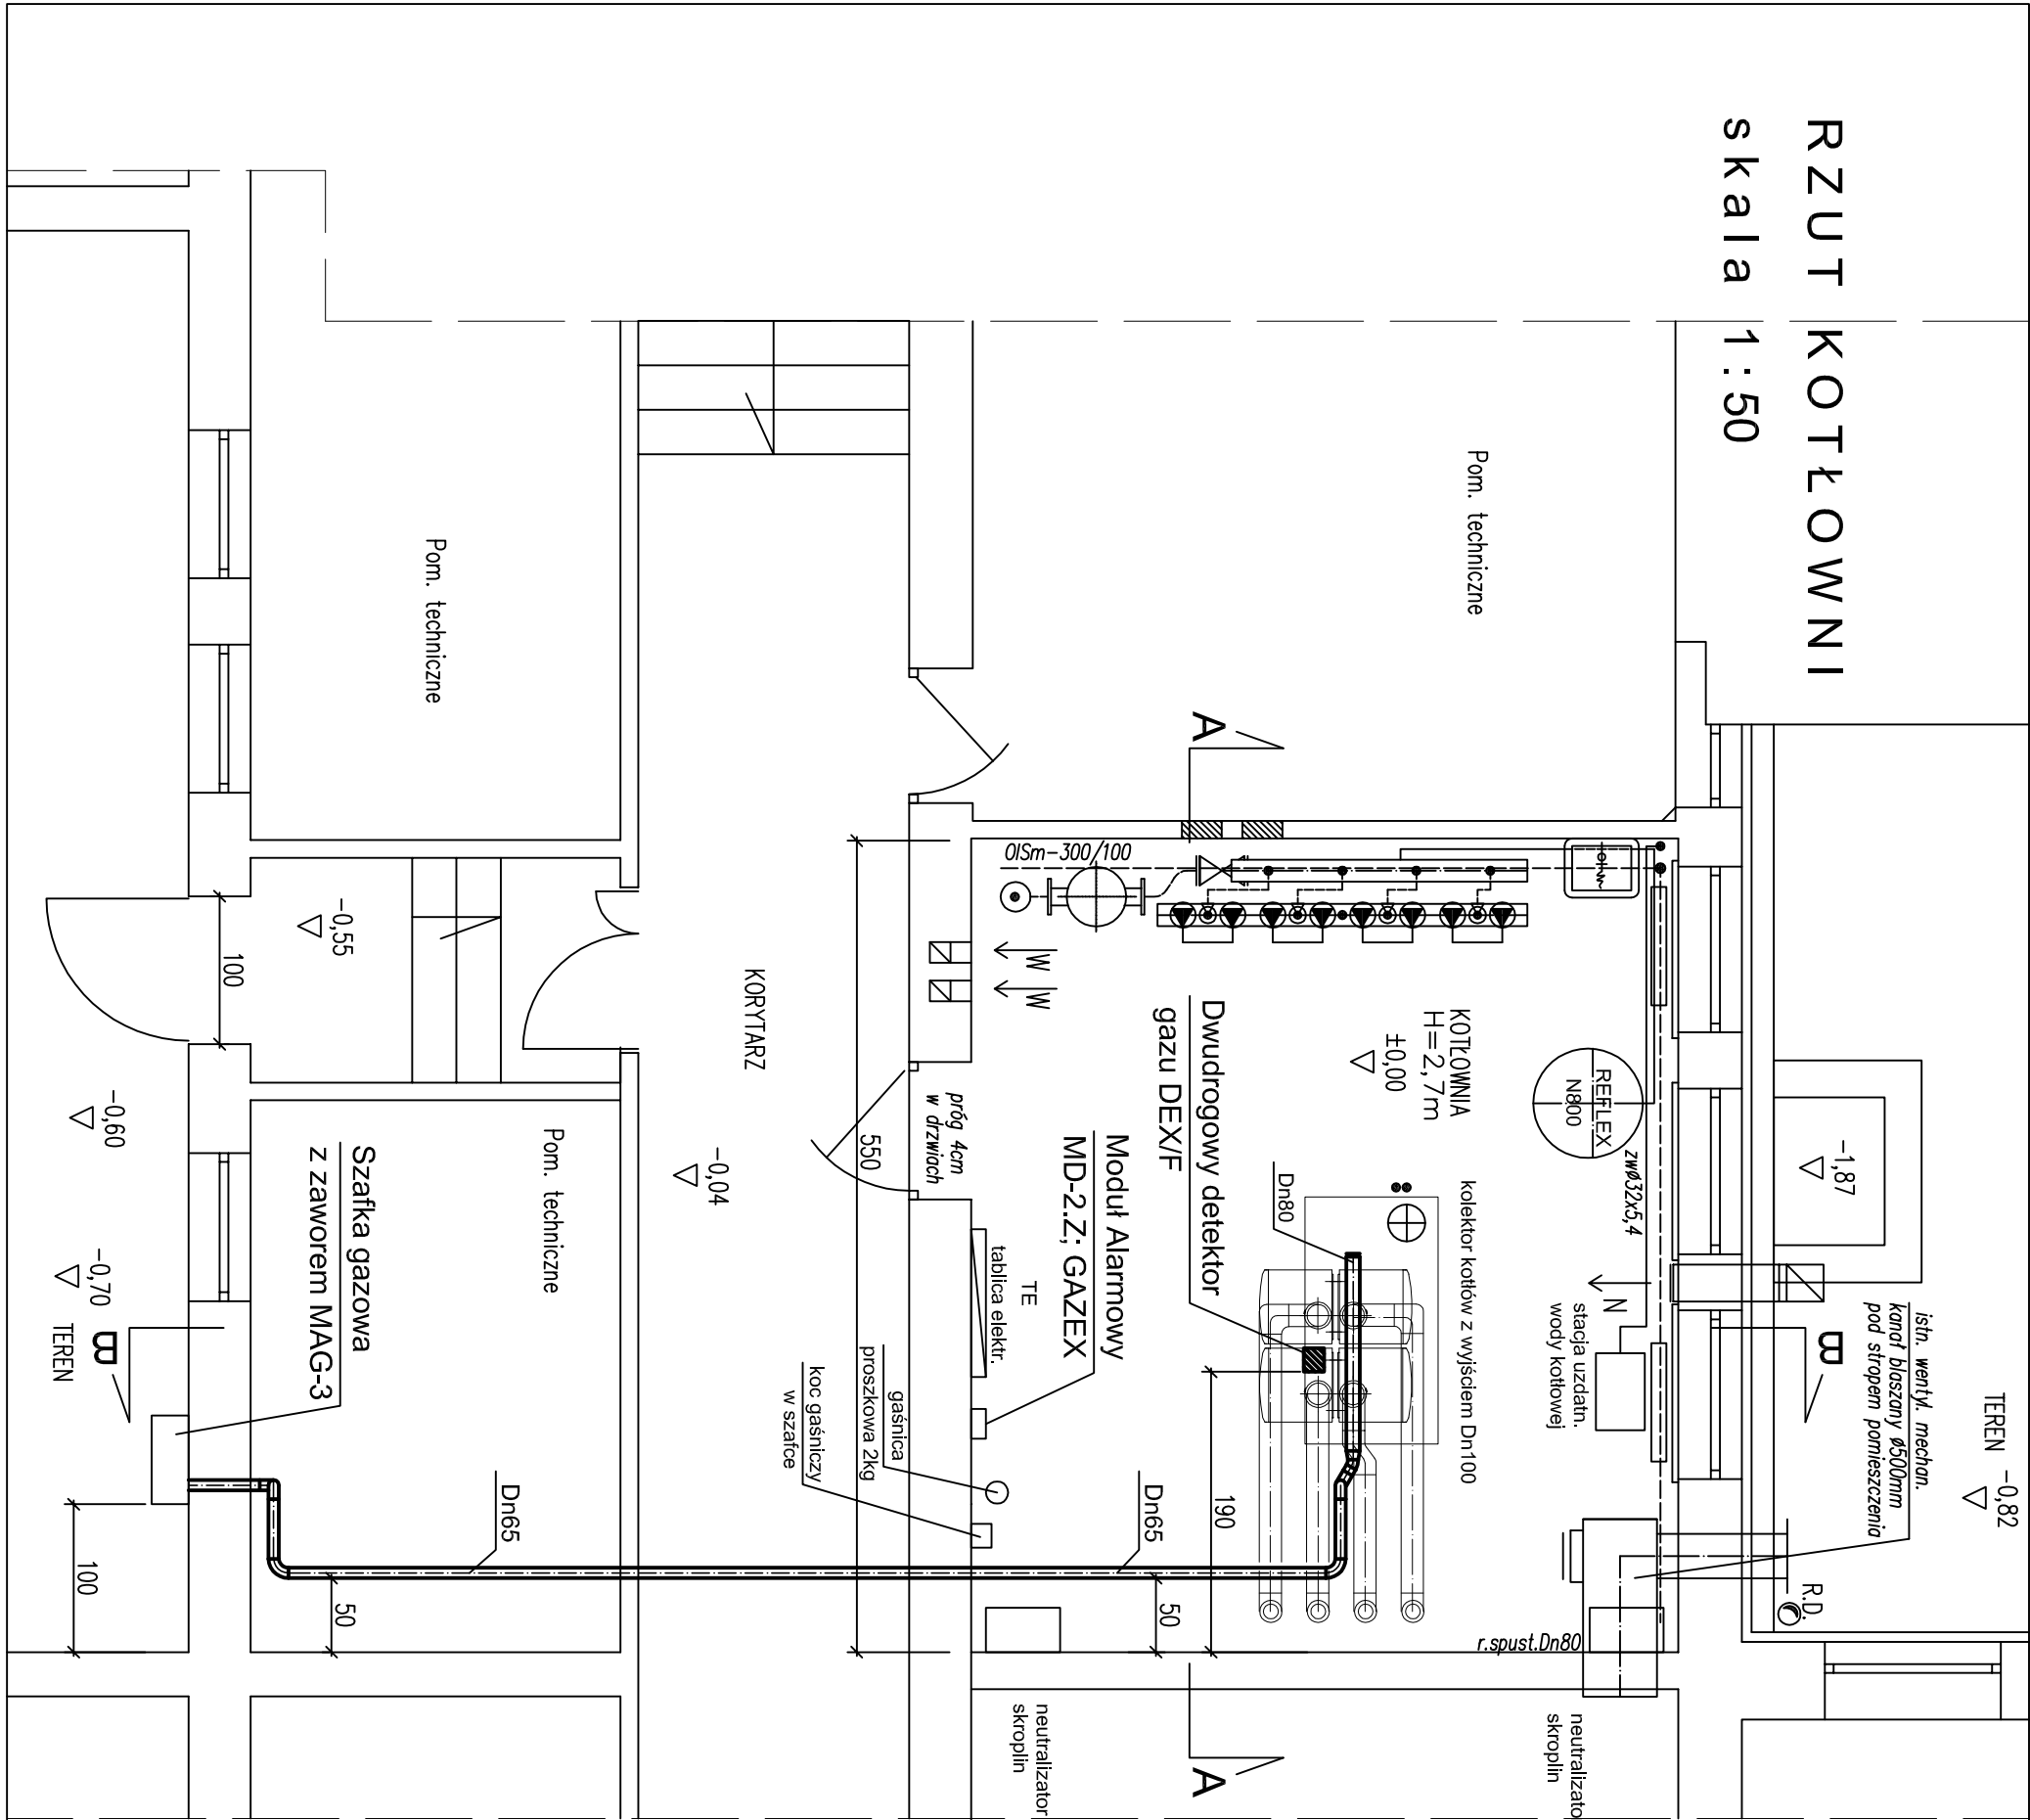 RZUT KOTŁOWNI
skala 1:50
TEREN -0,82
istn. wentyl. mechan.
kanał blaszany ø500mm
pod stropem pomieszczenia
R.D.
-1,87
B
zwø32x5,4
N
stacja uzdatn.
wody kotłowej
REFLEX
N800
r.spust.Dn80
neutralizato
skroplin
Pom. techniczne
KOTŁOWNIA
H=2,7m
±0,00
kolektor kotłów z wyjściem Dn100
Dn80
190
A
Dwudrogowy detektor
gazu DEX/F
Moduł Alarmowy
MD-2.Z; GAZEX
Dn65
50
A
OISm-300/100
W
W
TE
tablica elektr.
neutralizator
skroplin
próg 4cm
w drzwiach
gaśnica
proszkowa 2kg
koc gaśniczy
w szafce
550
KORYTARZ
-0,04
Pom. techniczne
Pom. techniczne
Dn65
50
-0,55
Szafka gazowa
z zaworem MAG-3
100
-0,60
-0,70
TEREN
B
100